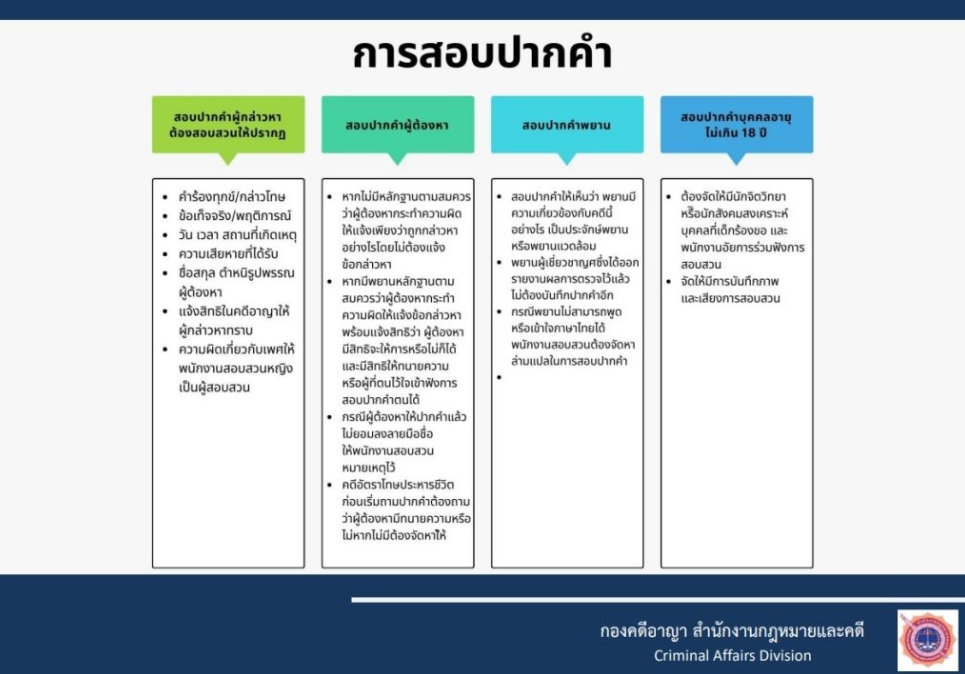 การสอบปากคำ
สอบปากคำผู้กล่าวหา
ต้องสอบสวนให้ปรากฏ
• คำร้องทุกข์/กล่าวโทษ
• ข้อเท็จจริง/พฤติการณ์
• วัน เวลา สถานที่เกิดเหตุ
• ความเสียหายที่ได้รับ
• ชื่อสกุล ตำหนิรูปพรรณ
ผู้ต้องหา
• แจ้งสิทธิในคดีอาญาให้
ผู้กล่าวหาทราบ
• ความผิดเกี่ยวกับเพศให้
พนักงานสอบสวนหญิง
เป็นผู้สอบสวน
สอบปากคำผู้ต้องหา
• หากไม่มีหลักฐานตามสมควร
ว่าผู้ต้องหากระทำความผิด
ให้แจ้งเพียงว่าถูกกล่าวหา
อย่างไรโดยไม่ต้องแจ้ง
ข้อกล่าวหา
• หากมีพยานหลักฐานตาม
สมควรว่าผู้ต้องหากระทำ
ความผิดให้แจ้งข้อกล่าวหา
พร้อมแจ้งสิทธิว่า ผู้ต้องหา
มีสิทธิจะให้การหรือไม่ก็ได้
และมีสิทธิให้ทนายความ
หรือผู้ที่ตนไว้ใจเข้าฟังการ
สอบปากคำตนได้
• กรณีผู้ต้องหาให้ปากคำแล้ว
ไม่ยอมลงลายมือชื่อ
ให้พนักงานสอบสวน
หมายเหตุไว้
• คดีอัตราโทษประหารชีวิต
ก่อนเริ่มถามปากคำต้องถาม
ว่าผู้ต้องหามีทนายความหรือ
ไม่หากไม่มีต้องจัดหาให้
สอบปากคำพยาน
• สอบปากคำให้เห็นว่า พยานมี
ความเกี่ยวข้องกับคดีนี้
อย่างไร เป็นประจักษ์พยาน
หรือพยานแวดล้อม
• พยานผู้เชี่ยวชาญซึ่งได้ออก
รายงานผลการตรวจไว้แล้ว
ไม่ต้องบันทึกปากคำอีก
• กรณีพยานไม่สามารถพูด
หรือเข้าใจภาษาไทยได้
พนักงานสอบสวนต้องจัดหา
ล่ามแปลในการสอบปากคำ
•
สอบปากคำบุคคลอายุ
ไม่เกิน 18 ปี
• ต้องจัดให้มีนักจิตวิทยา
หรือนักสังคมสงเคราะห์
บุคคลที่เด็กร้องขอ และ
พนักงานอัยการร่วมฟังการ
สอบสวน
• จัดให้มีการบันทึกภาพ
และเสียงการสอบสวน
กองคดีอาญา สำนักงานกฎหมายและคดี
Criminal Affairs Division